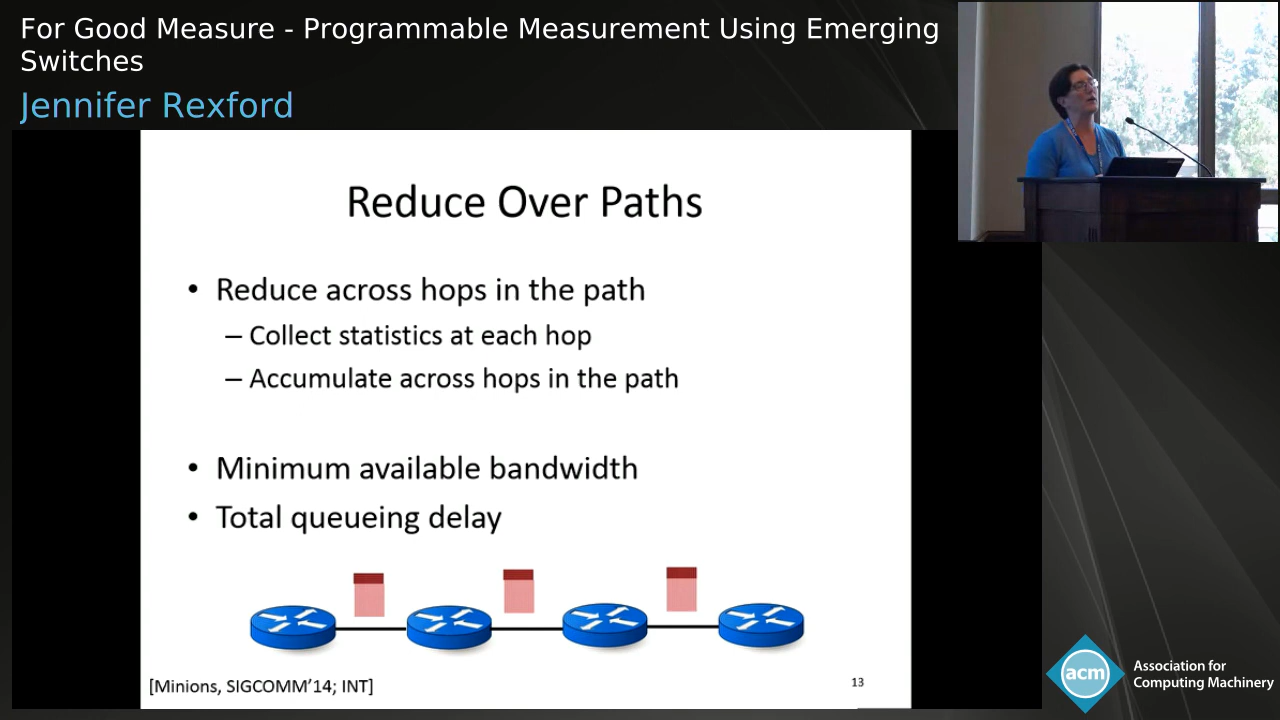 For Good Measure - Programmable Measurement Using Emerging
Switches
Jennifer Rexford
Reduce Over Paths
• Reduce across hops in the path
– Collect statistics at each hop
– Accumulate across hops in the path
• Minimum available bandwidth
• Total queueing delay
[Minions, SIGCOMM'14; INT]
13
acm
Association for
Computing Machinery